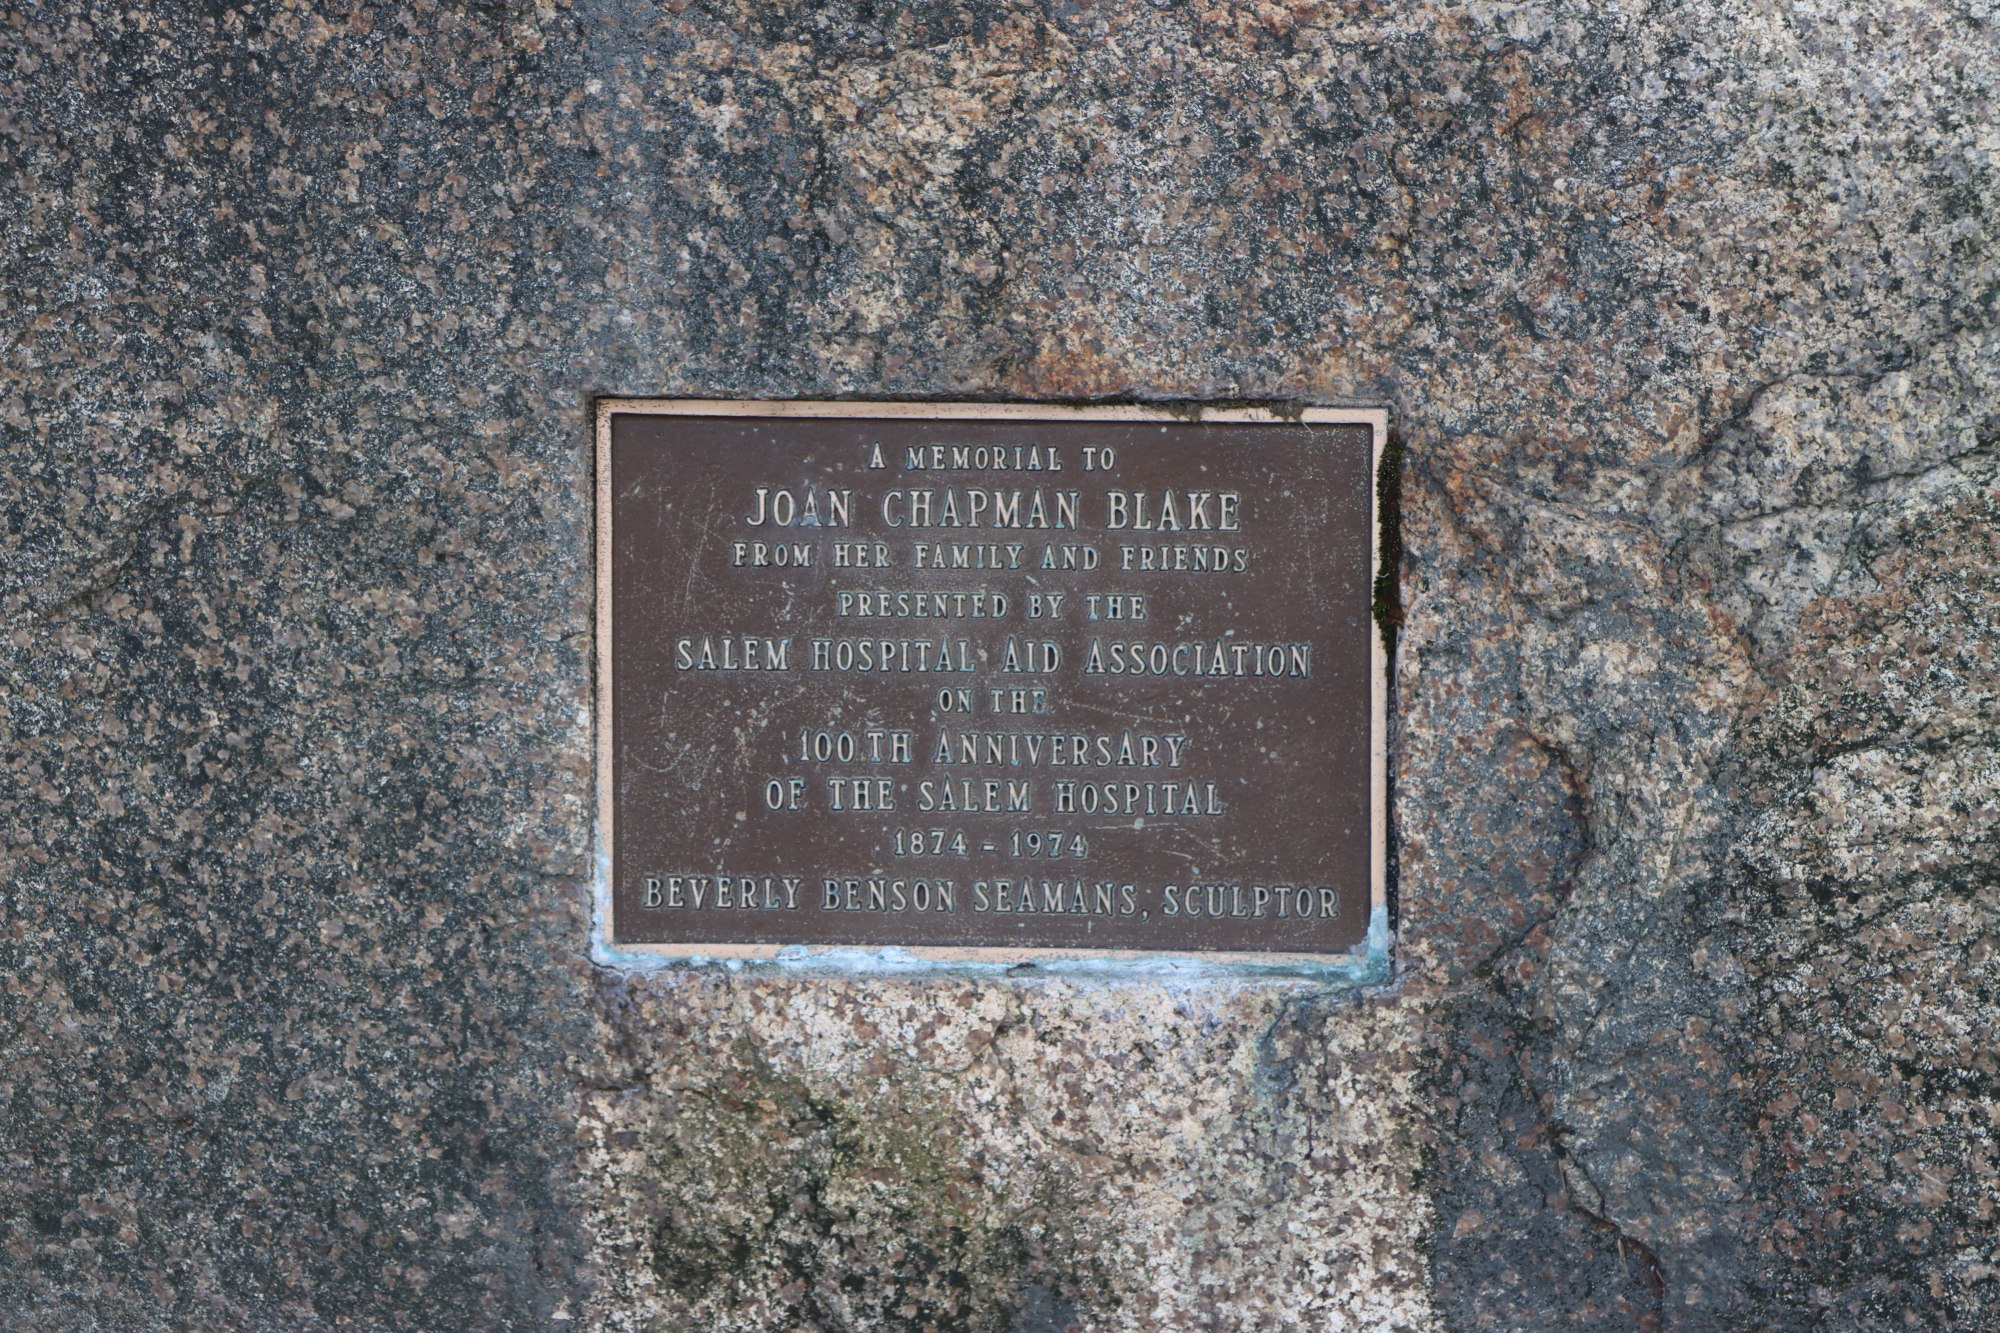 A MEMORIAL TO
JOAN CHAPMAN BLAKE
FROM HER FAMILY AND FRIENDS
PRESENTED BY THE
SALEM HOSPITAL AID ASSOCIATION
ON THE
100TH ANNIVERSARY
OF THE SALEM HOSPITAL
1874 - 1974
BEVERLY BENSON SEAMANS, SCULPTOR